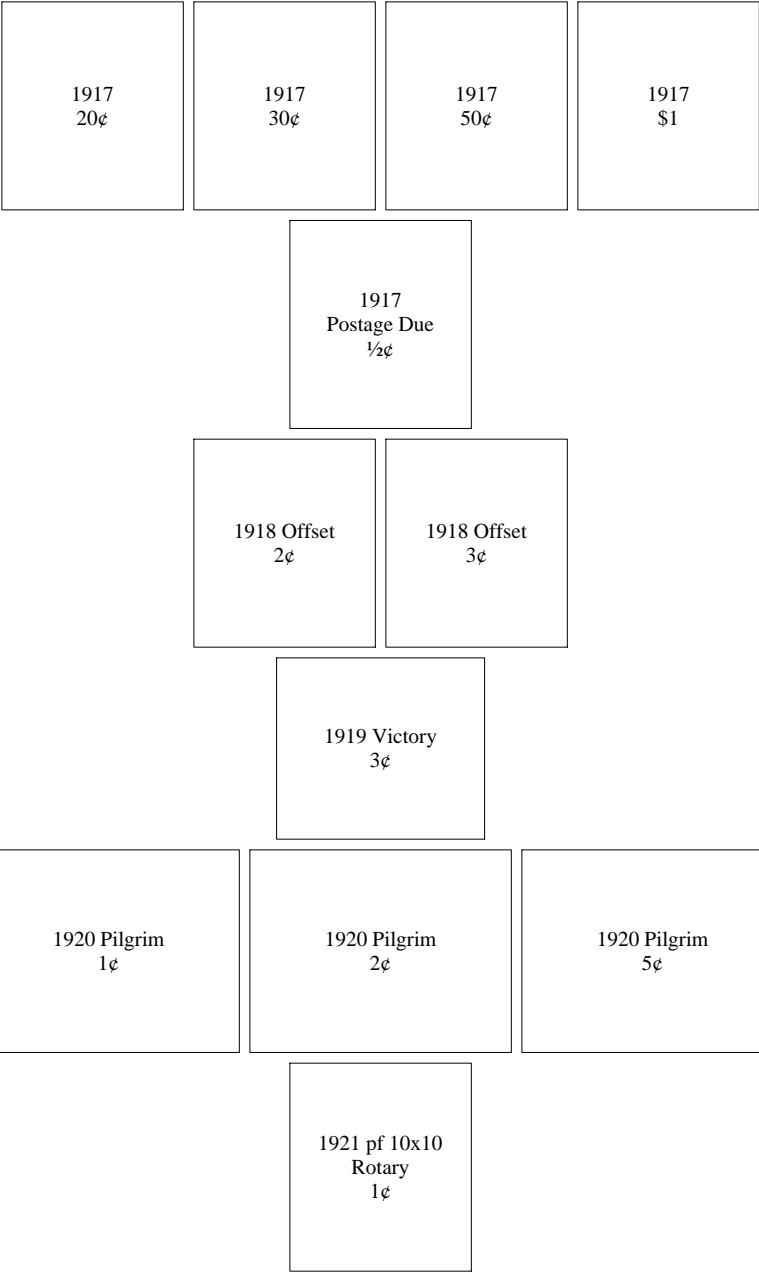 1917
20¢
1917
30¢
1917
50¢
1917
$1
1917
Postage Due
½¢
1918 Offset
2¢
1918 Offset
3¢
1919 Victory
3¢
1920 Pilgrim
1¢
1920 Pilgrim
2¢
1920 Pilgrim
5¢
1921 pf 10x10
Rotary
1¢